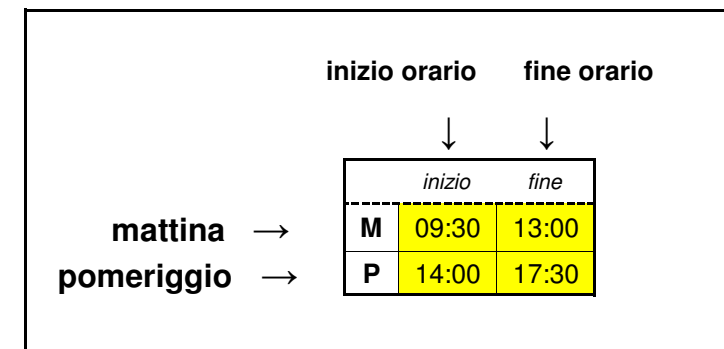 inizio orario fine orario
↓ ↓
inizio fine
mattina → M 09:30 13:00
pomeriggio → P 14:00 17:30